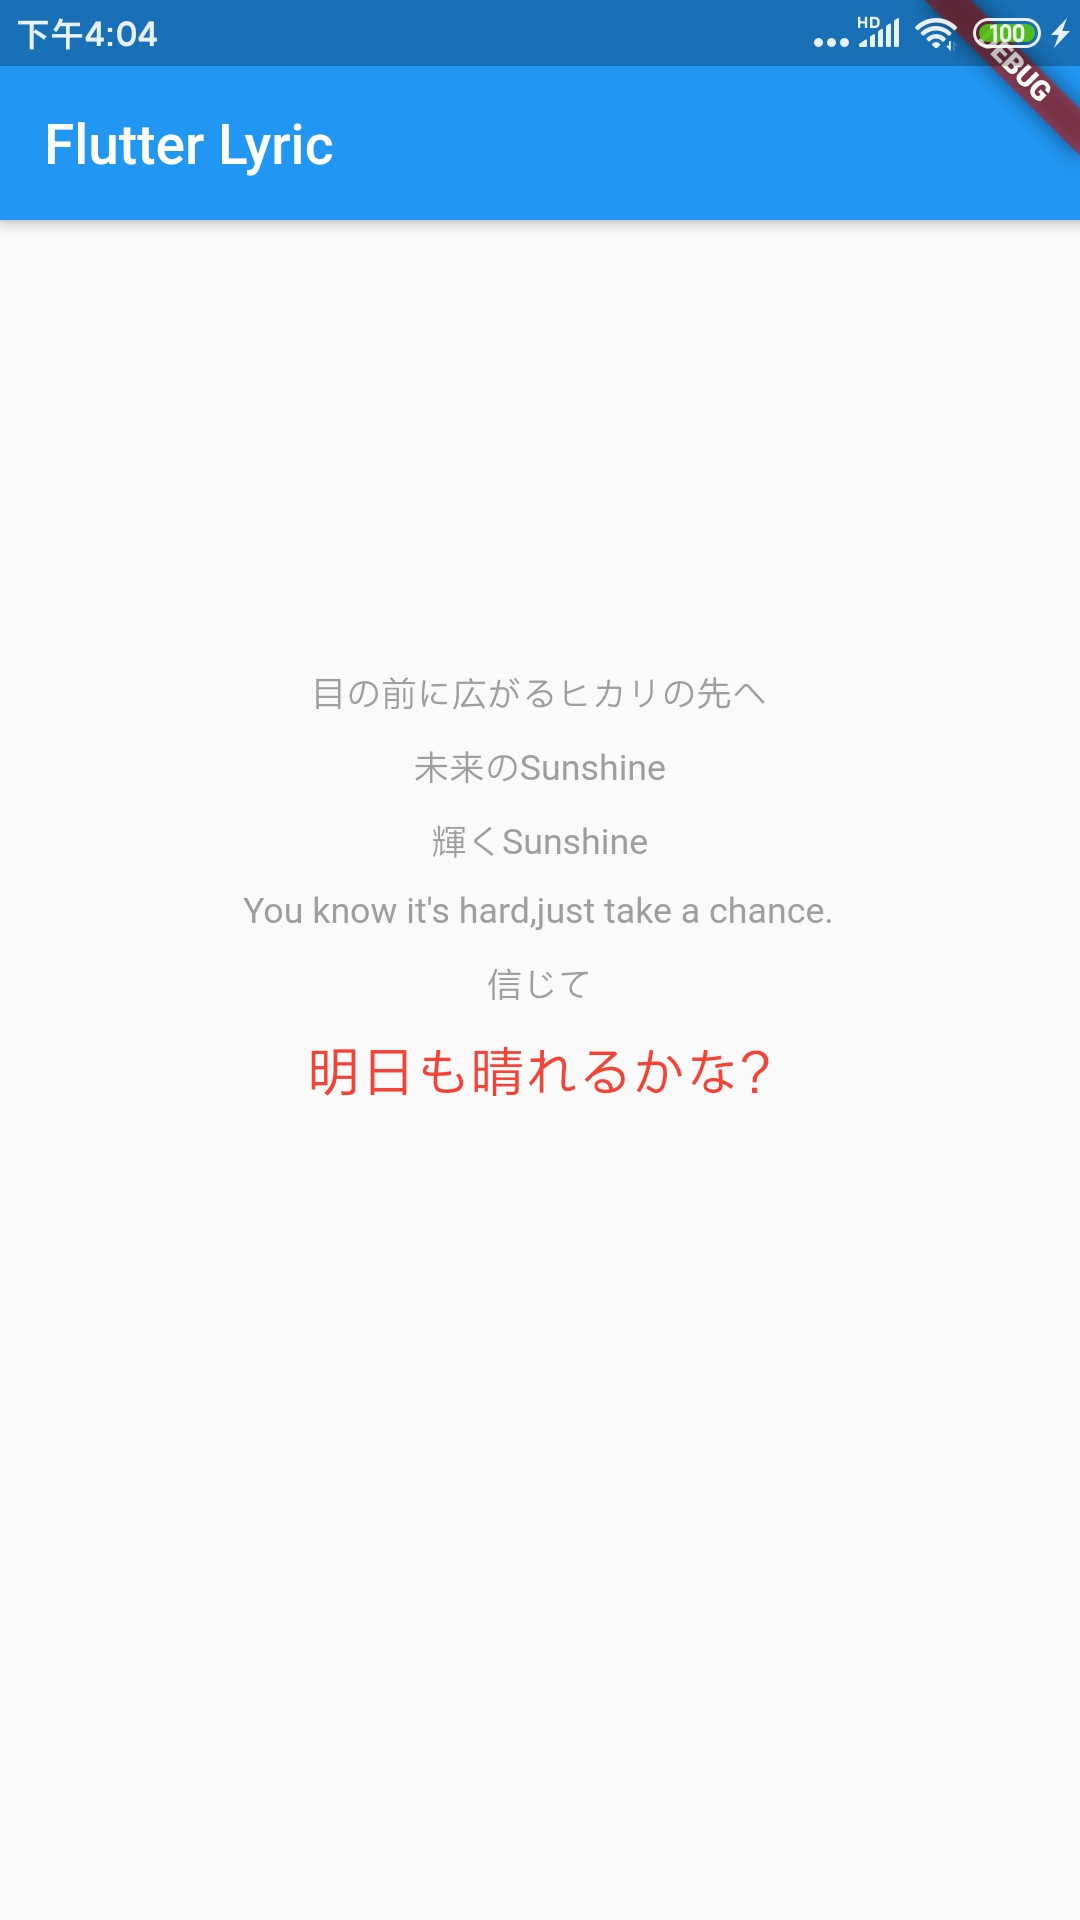 下午4:04
HD
100
EBUG
Flutter Lyric
目の前に広がるヒカリの先へ
未来のSunshine
輝くSunshine
You know it's hard,just take a chance.
信じて
明日も晴れるかな?